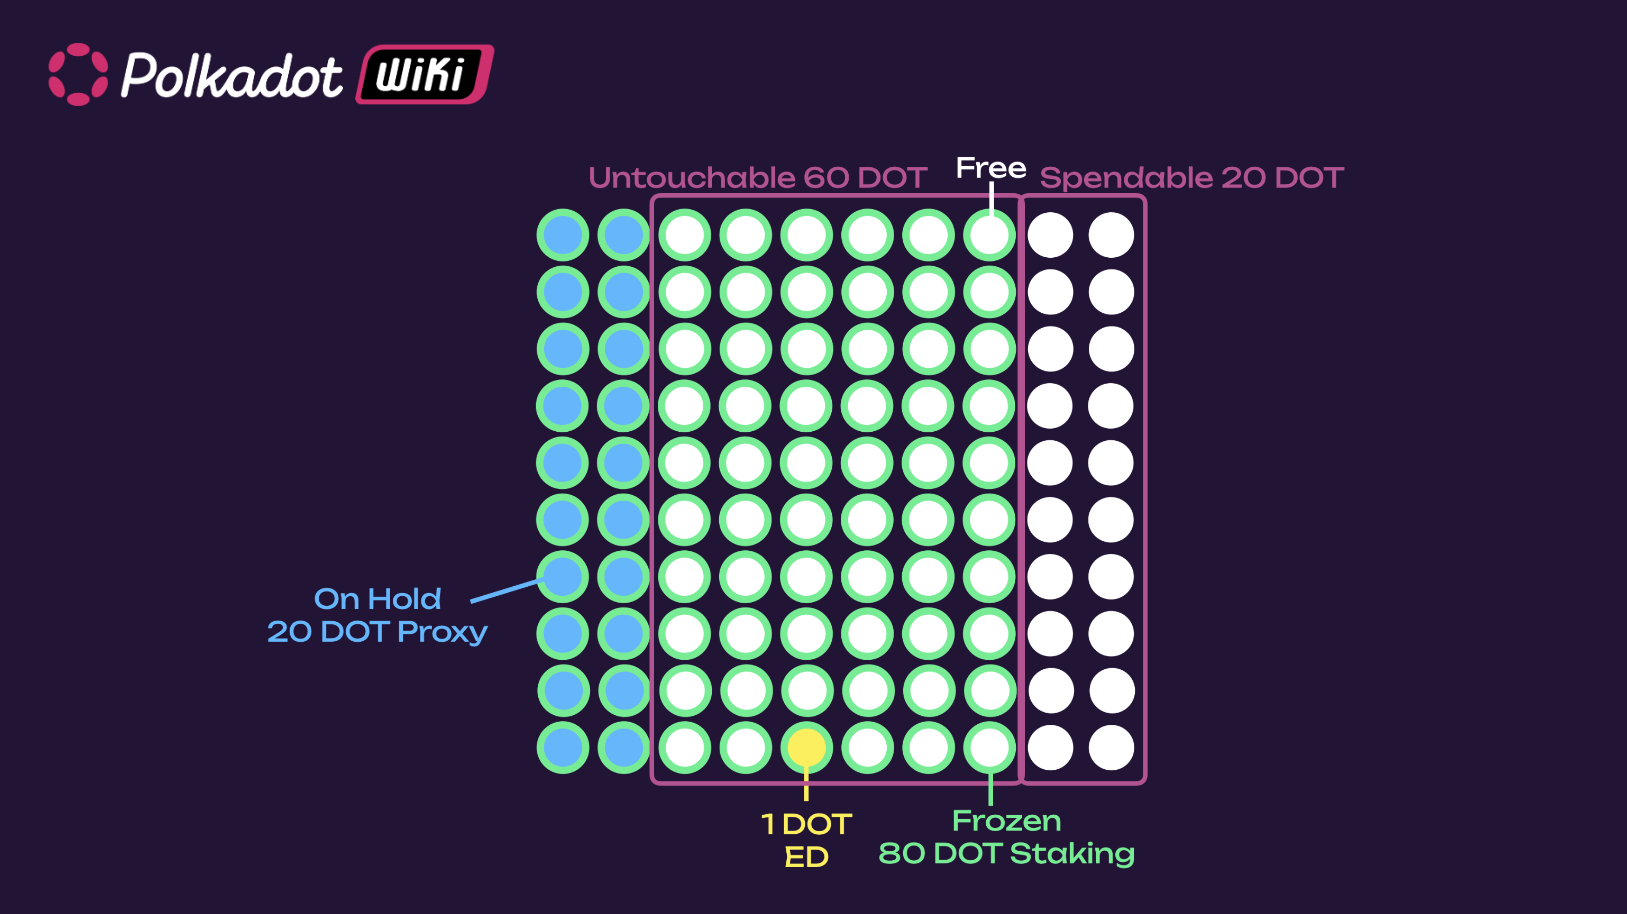 Polkadot Wiki
Untouchable 60 DOT
Free
Spendable 20 DOT
On Hold
20 DOT Proxy
1 DOT
ED
Frozen
80 DOT Staking